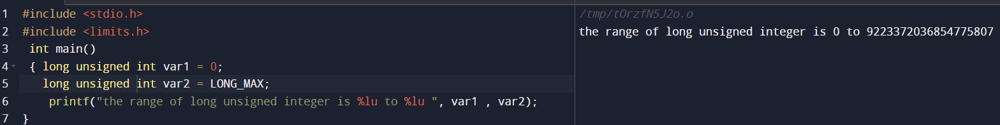 1 #include <stdio.h>
2 #include <limits.h>
3 int main()
4 { long unsigned int var1 = 0;
5 long unsigned int var2 = LONG_MAX;
6 printf("the range of long unsigned integer is %lu to %lu ", var1 , var2);
7 }
/tmp/tOrzfN5J2o.o
the range of long unsigned integer is 0 to 9223372036854775807